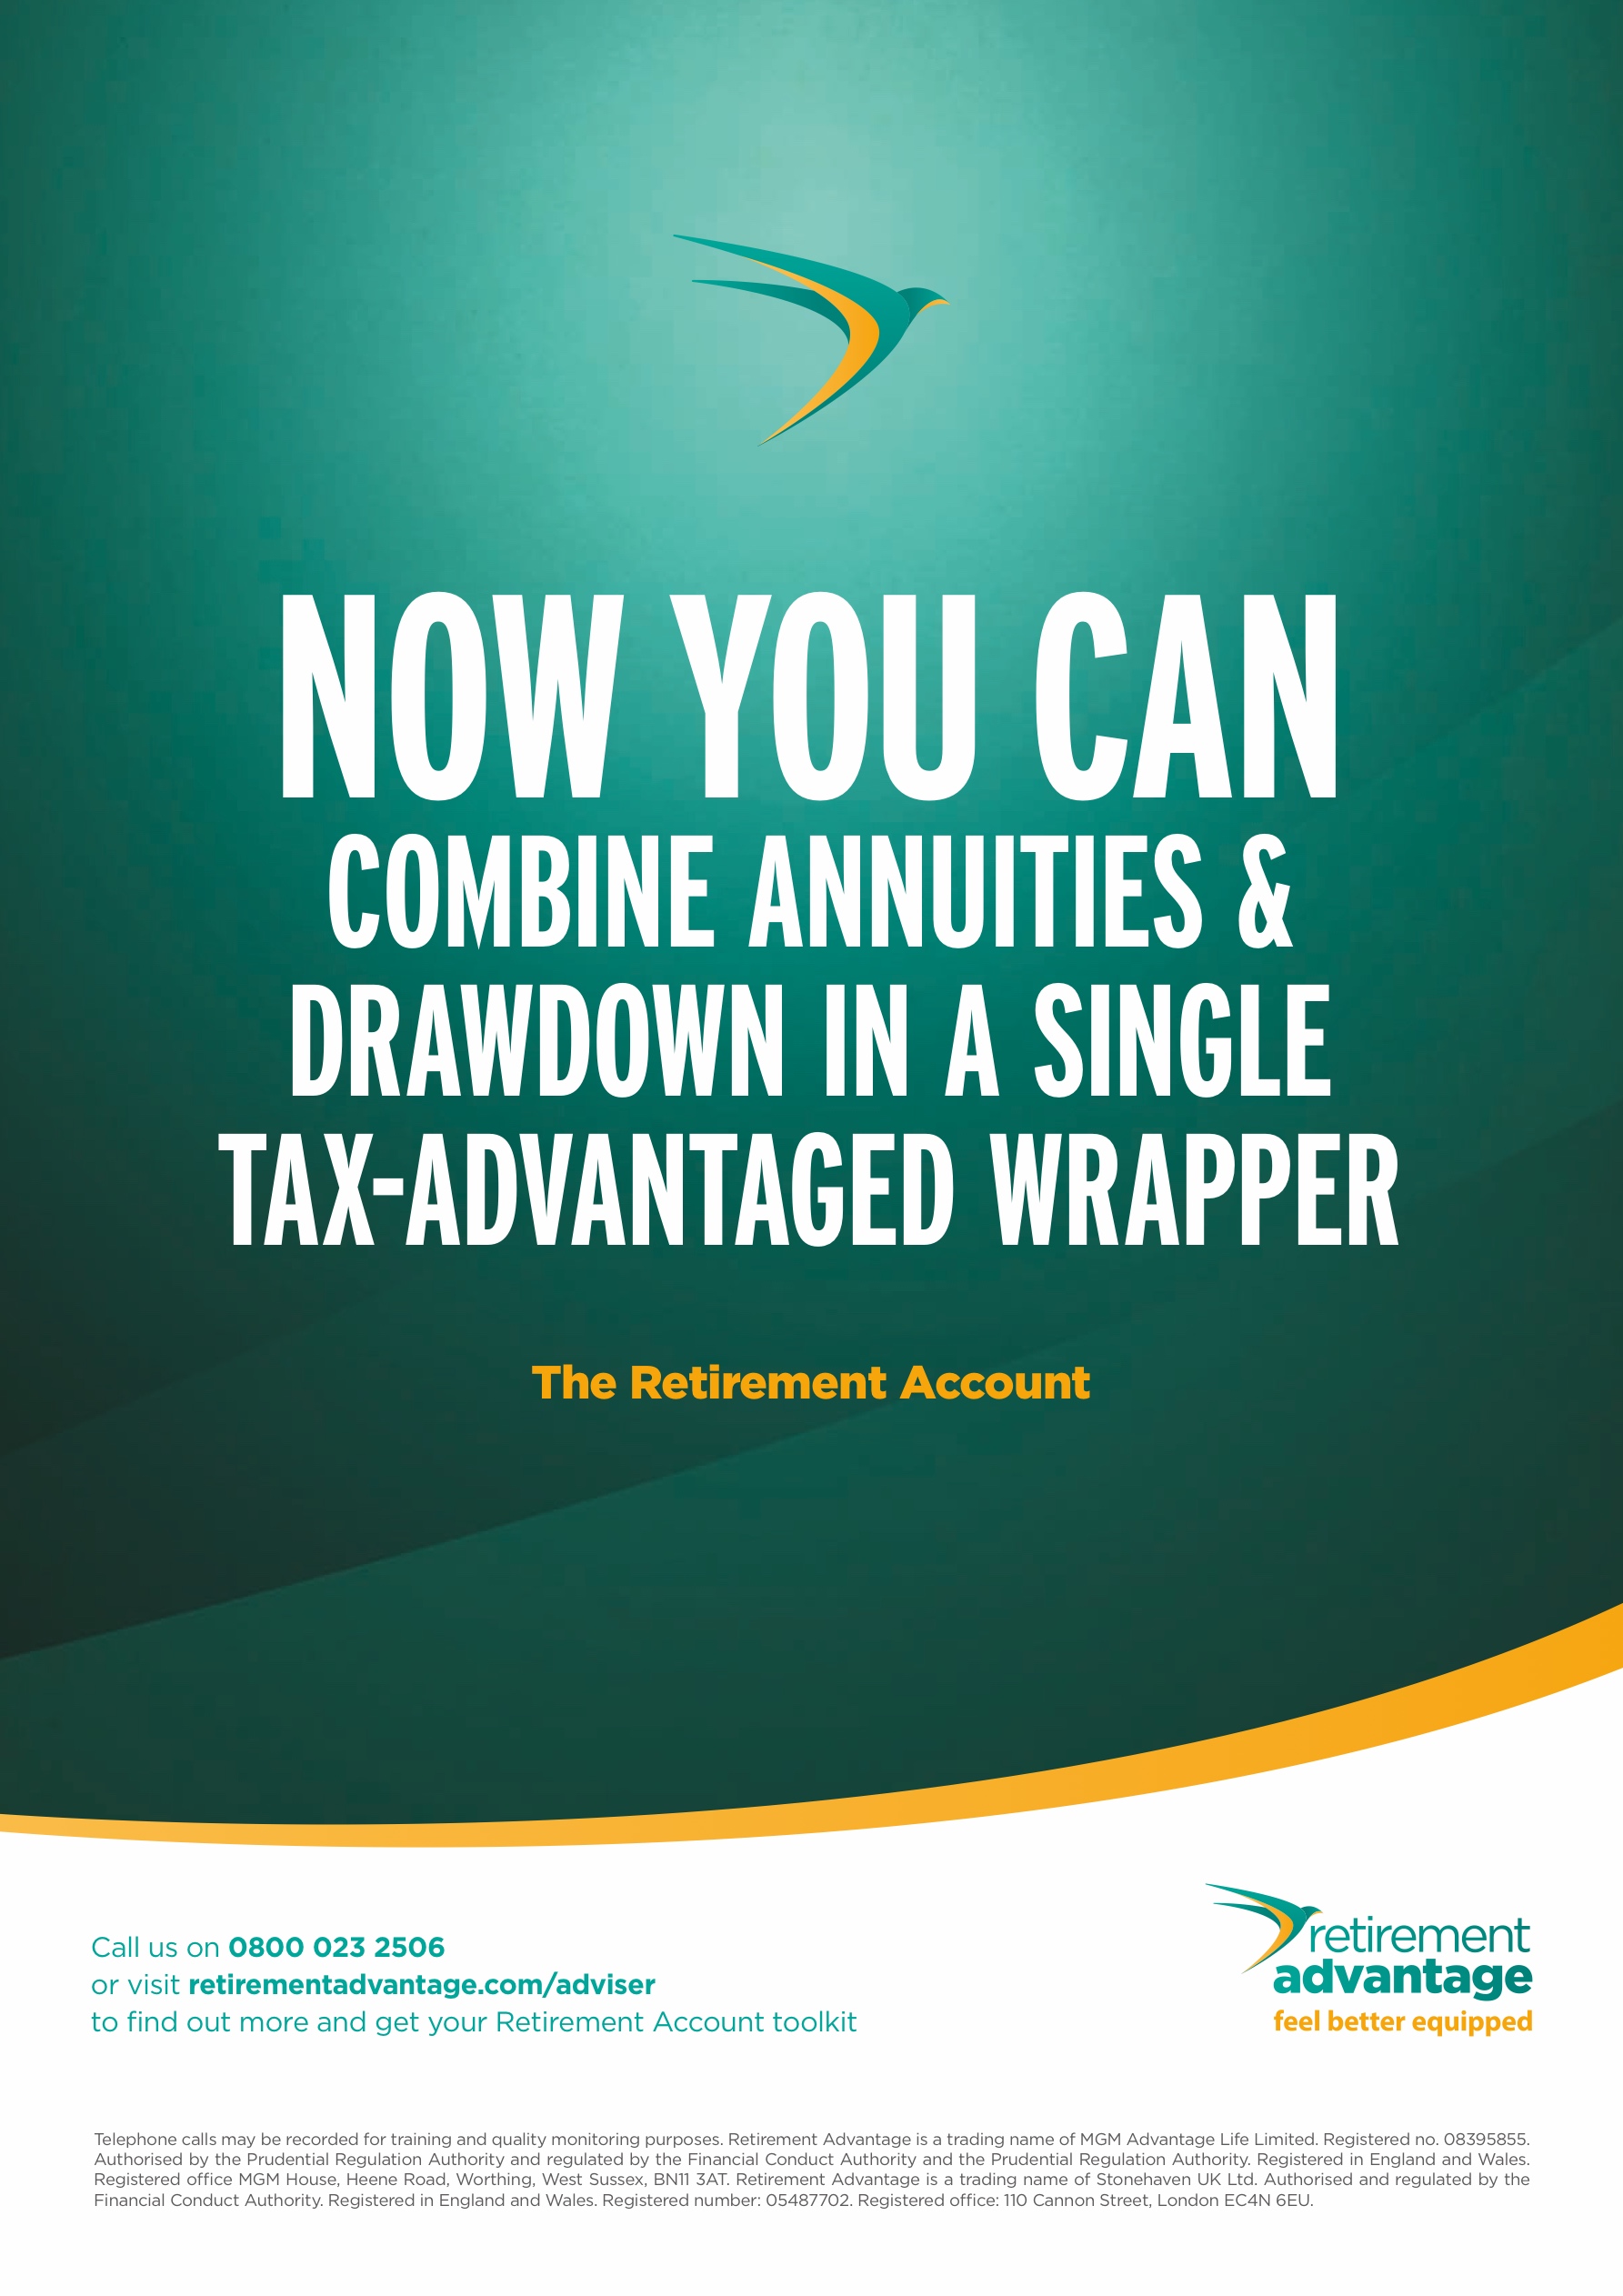 NOW YOU CAN
COMBINE ANNUITIES &
DRAWDOWN IN A SINGLE
TAX-ADVANTAGED WRAPPER
The Retirement Account
Call us on 0800 023 2506
or visit retirementadvantage.com/adviser
to find out more and get your Retirement Account toolkit
retirement
advantage
feel better equipped
Telephone calls may be recorded for training and quality monitoring purposes. Retirement Advantage is a trading name of MGM Advantage Life Limited. Registered no. 08395855.
Authorised by the Prudential Regulation Authority and regulated by the Financial Conduct Authority and the Prudential Regulation Authority. Registered in England and Wales.
Registered office MGM House, Heene Road, Worthing, West Sussex, BN11 3AT. Retirement Advantage is a trading name of Stonehaven UK Ltd. Authorised and regulated by the
Financial Conduct Authority. Registered in England and Wales. Registered number: 05487702. Registered office: 110 Cannon Street, London EC4N 6EU.